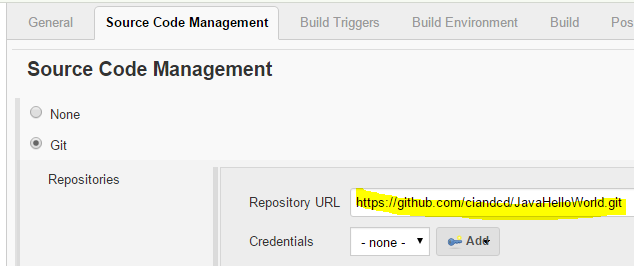 General Source Code Management Build Triggers Build Environment Build Pos
Source Code Management
None
Git
Repositories
Repository URL https://github.com/ciandcd/JavaHelloWorld.git
Credentials - none - Add